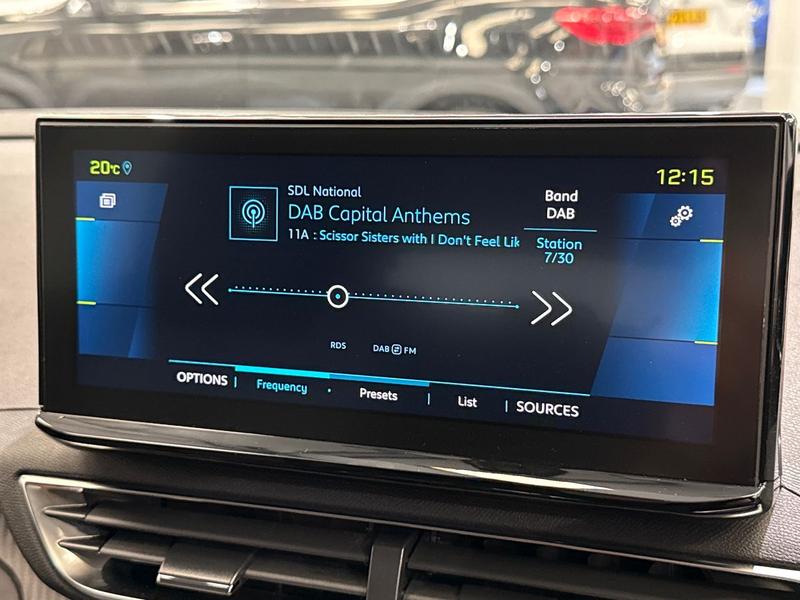 20°C
12:15
SDL National
DAB Capital Anthems
11A : Scissor Sisters with I Don't Feel Lik
Band
DAB
Station
7/30
RDS
DAB FM
OPTIONS | Frequency · Presets | List | SOURCES